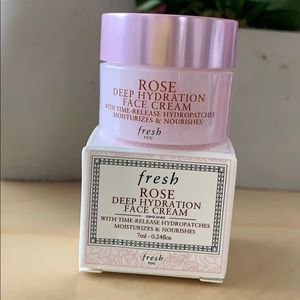 ROSE
DEEP HYDRATION
FACE CREAM
WITH TIME-RELEASE HYDROPATCHES
MOISTURIZES & NOURISHES
fresh
fresh
ROSE
DEEP HYDRATION
FACE CREAM
WITH TIME-RELEASE HYDROPATCHES
MOISTURIZES & NOURISHES
7ml - 0.24floz
fresh